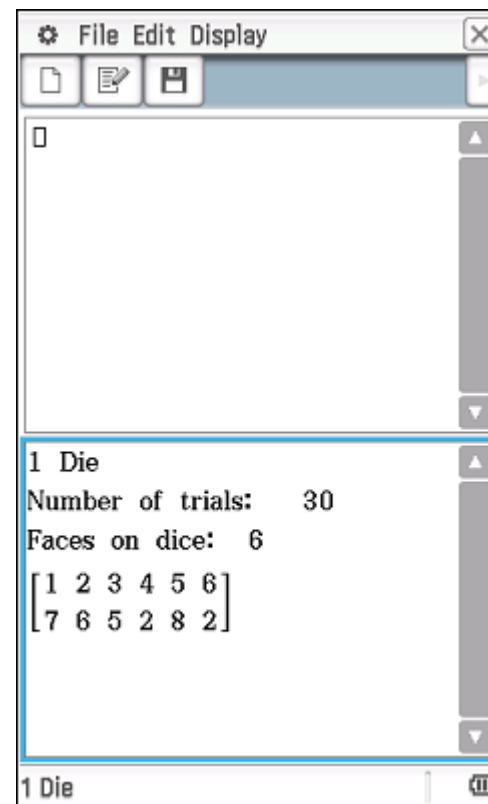 File Edit Display
1 Die
Number of trials: 30
Faces on dice: 6
[1 2 3 4 5 6]
[7 6 5 2 8 2]
1 Die